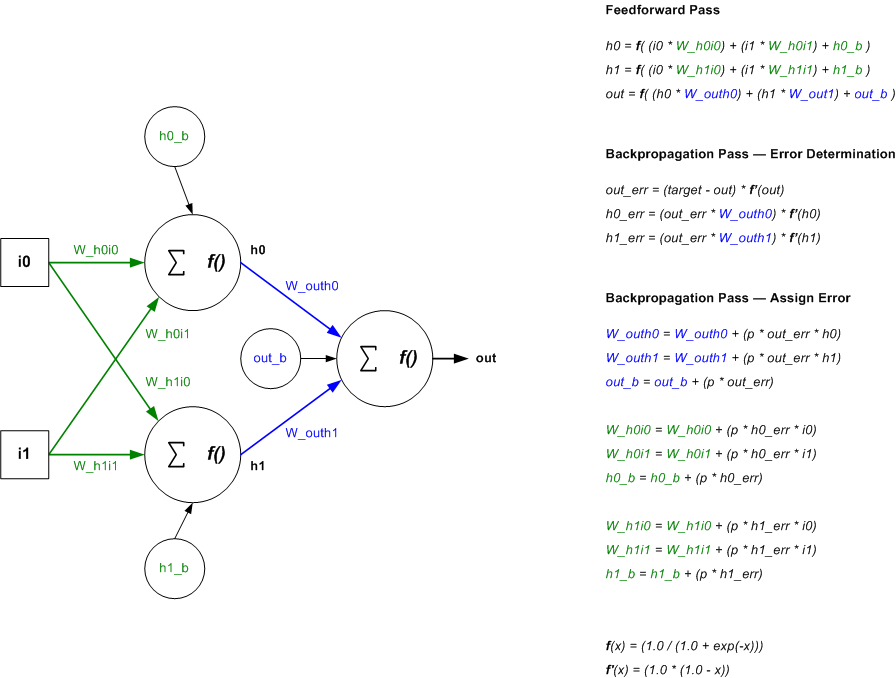 Feedforward Pass
h0 = f( (i0 * W_h0i0) + (i1 * W_h0i1) + h0_b )
h1 = f( (i0 * W_h1i0) + (i1 * W_h1i1) + h1_b )
out = f( (h0 * W_outh0) + (h1 * W_out1) + out_b )
Backpropagation Pass — Error Determination
out_err = (target - out) * f'(out)
h0_err = (out_err * W_outh0) * f'(h0)
h1_err = (out_err * W_outh1) * f'(h1)
Backpropagation Pass — Assign Error
W_outh0 = W_outh0 + (p * out_err * h0)
W_outh1 = W_outh1 + (p * out_err * h1)
out_b = out_b + (p * out_err)
W_h0i0 = W_h0i0 + (p * h0_err * i0)
W_h0i1 = W_h0i1 + (p * h0_err * i1)
h0_b = h0_b + (p * h0_err)
W_h1i0 = W_h1i0 + (p * h1_err * i0)
W_h1i1 = W_h1i1 + (p * h1_err * i1)
h1_b = h1_b + (p * h1_err)
f(x) = (1.0 / (1.0 + exp(-x)))
f'(x) = (1.0 * (1.0 - x))
h0_b
i0
W_h0i0
∑ f()
h0
W_outh0
W_h0i1
out_b
∑ f()
out
W_h1i0
W_outh1
i1
W_h1i1
∑ f()
h1
h1_b